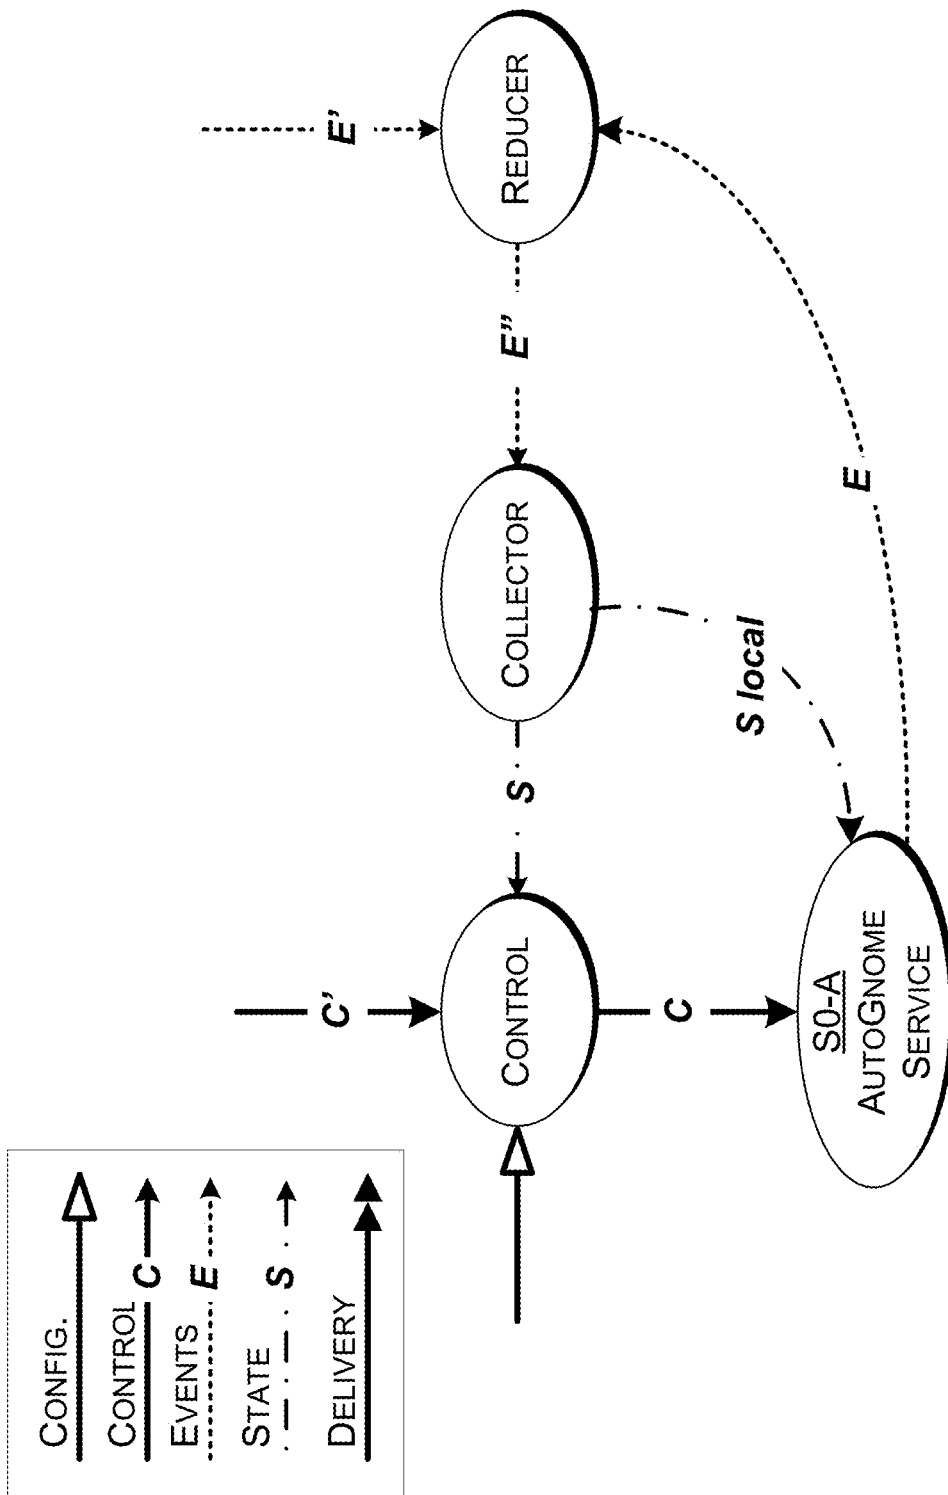 CONFIG.
CONTROL
C
EVENTS
E
STATE
S
DELIVERY
C'
CONTROL
C
S0-A
AUTOGNOME
SERVICE
S
COLLECTOR
S local
E''
E'
REDUCER
E